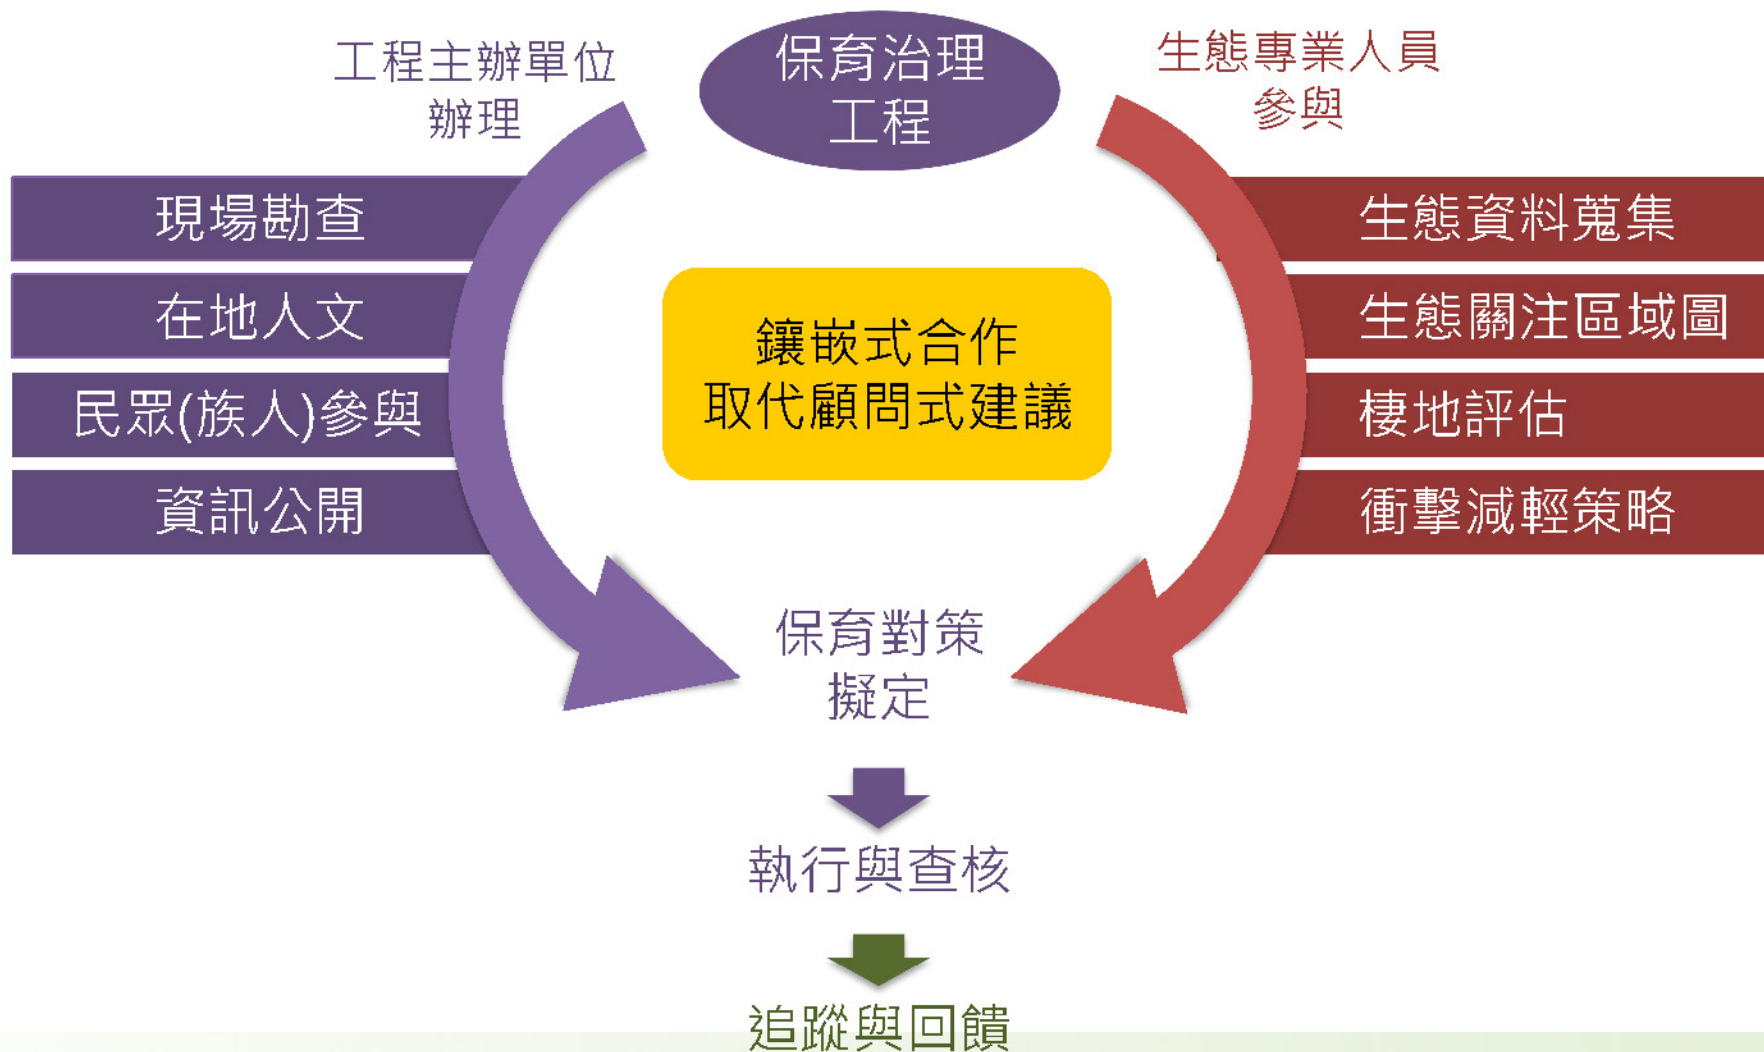 保育治理
工程
工程主辦單位
辦理
現場勘查
在地人文
民眾(族人)參與
資訊公開
生態專業人員
參與
生態資料蒐集
生態關注區域圖
棲地評估
衝擊減輕策略
鑲嵌式合作
取代顧問式建議
保育對策
擬定
執行與查核
追蹤與回饋